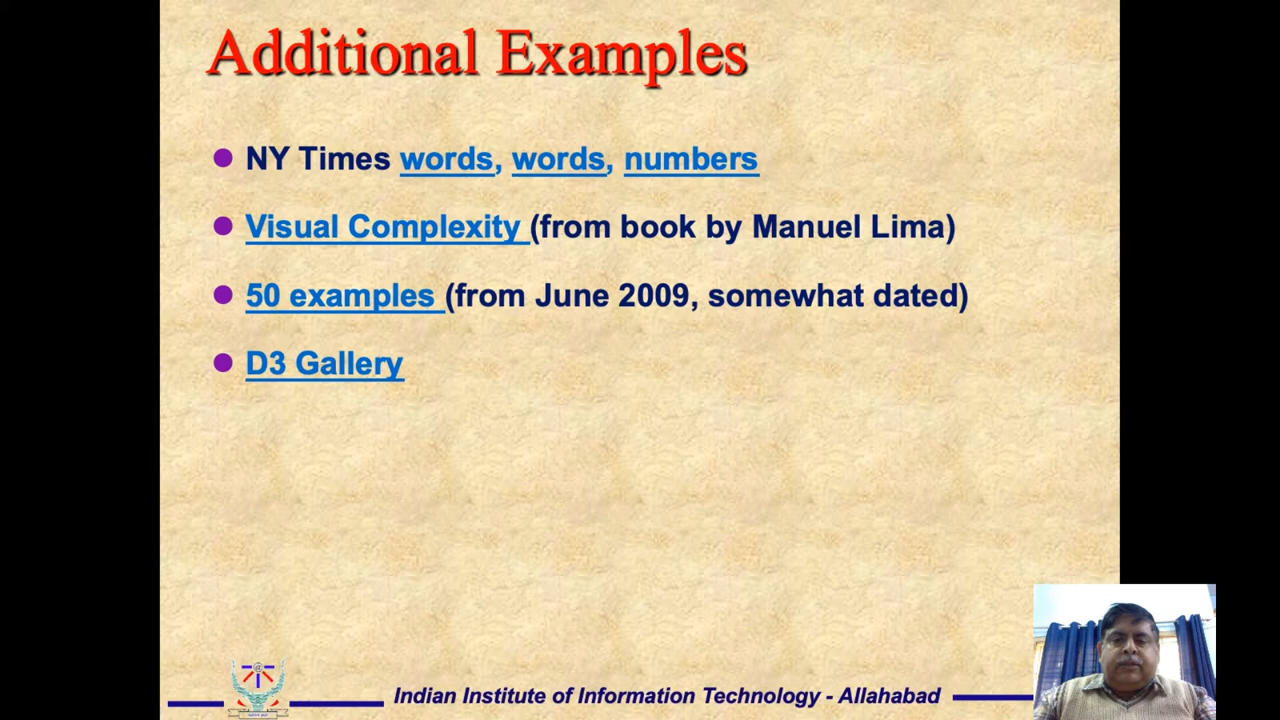 Additional Examples
NY Times words, words, numbers
Visual Complexity (from book by Manuel Lima)
50 examples (from June 2009, somewhat dated)
D3 Gallery
Indian Institute of Information Technology - Allahabad